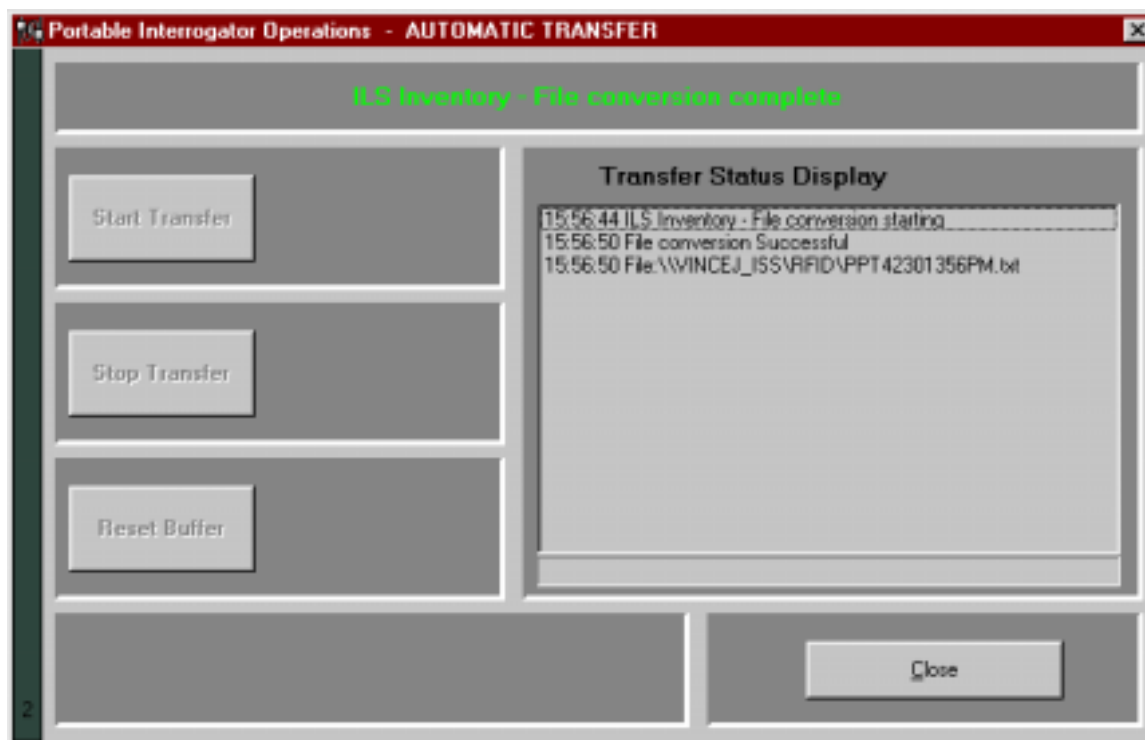 Portable Interrogator Operations - AUTOMATIC TRANSFER
ILS Inventory - File conversion complete
Start Transfer
Stop Transfer
Reset Buffer
Transfer Status Display
15:56:44 ILS Inventory - File conversion starting
15:56:50 File conversion Successful
15:56:50 File:\\VINCEJ_ISS\RFID\PPT42301356PM.txt
Close
2